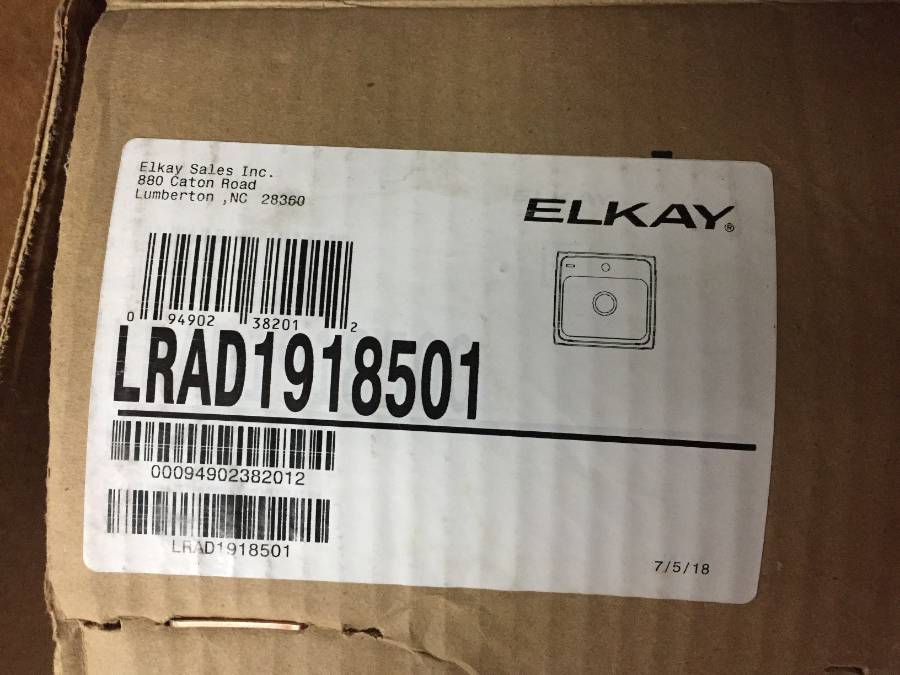 Elkay Sales Inc.
880 Caton Road
Lumberton ,NC 28360
ELKAY®
0 94902 38201 2
LRAD1918501
00094902382012
LRAD1918501
7/5/18